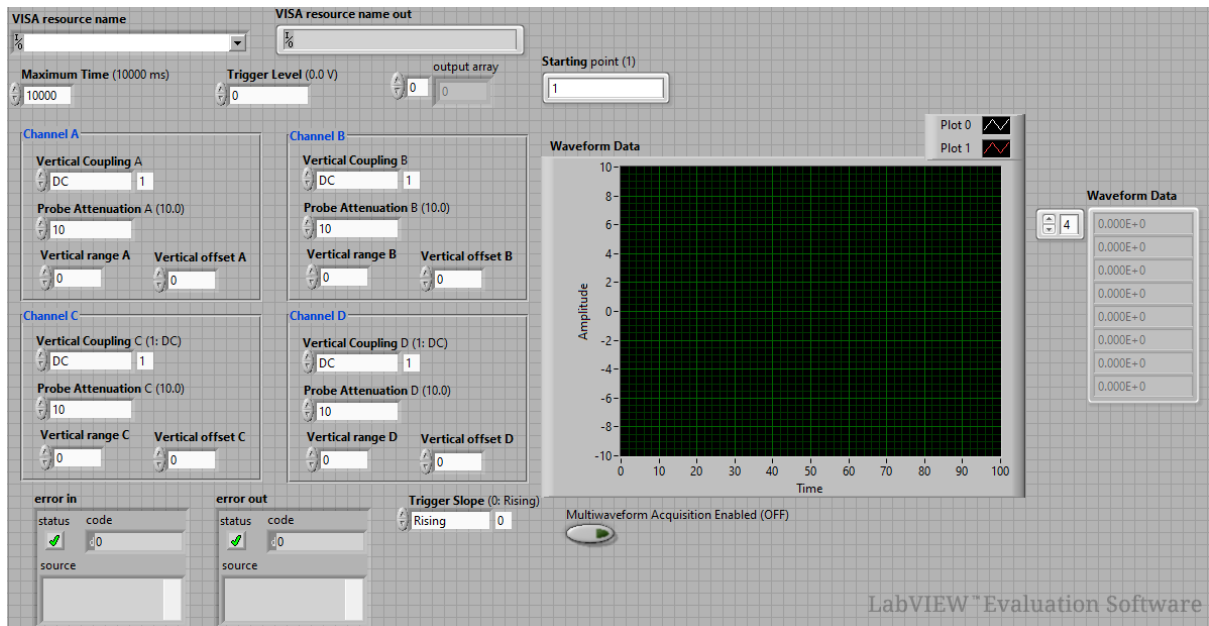 VISA resource name
VISA resource name out
Maximum Time (10000 ms)
10000
Trigger Level (0.0 V)
0
output array
0
0
Starting point (1)
1
Channel A
Vertical Coupling A
DC
1
Probe Attenuation A (10.0)
10
Vertical range A
0
Vertical offset A
0
Channel B
Vertical Coupling B
DC
1
Probe Attenuation B (10.0)
10
Vertical range B
0
Vertical offset B
0
Channel C
Vertical Coupling C (1: DC)
DC
1
Probe Attenuation C (10.0)
10
Vertical range C
0
Vertical offset C
0
Channel D
Vertical Coupling D (1: DC)
DC
1
Probe Attenuation D (10.0)
10
Vertical range D
0
Vertical offset D
0
error in
status
code
d0
source
error out
status
code
d0
source
Trigger Slope (0: Rising)
Rising
0
Waveform Data
Plot 0
Plot 1
Amplitude
10
8
6
4
2
0
-2
-4
-6
-8
-10
0 10 20 30 40 50 60 70 80 90 100
Time
Multiwaveform Acquisition Enabled (OFF)
Waveform Data
4
0.000E+0
0.000E+0
0.000E+0
0.000E+0
0.000E+0
0.000E+0
0.000E+0
0.000E+0
LabVIEW™ Evaluation Software